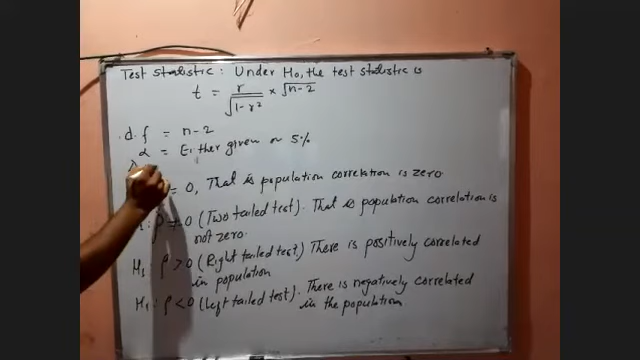 Test Statistic : Under H₀, the test statistic is
t = r / √(1-r²) × √(n-2)
d.f = n-2
α = Either given or 5%
= 0, That is population correlation is zero
: ρ ≠ 0 (Two tailed test). That is population correlation is
not zero.
H₁ : ρ > 0 (Right tailed test) There is positively correlated
in population
H₁ : ρ < 0 (left tailed test). There is negatively correlated
in the population